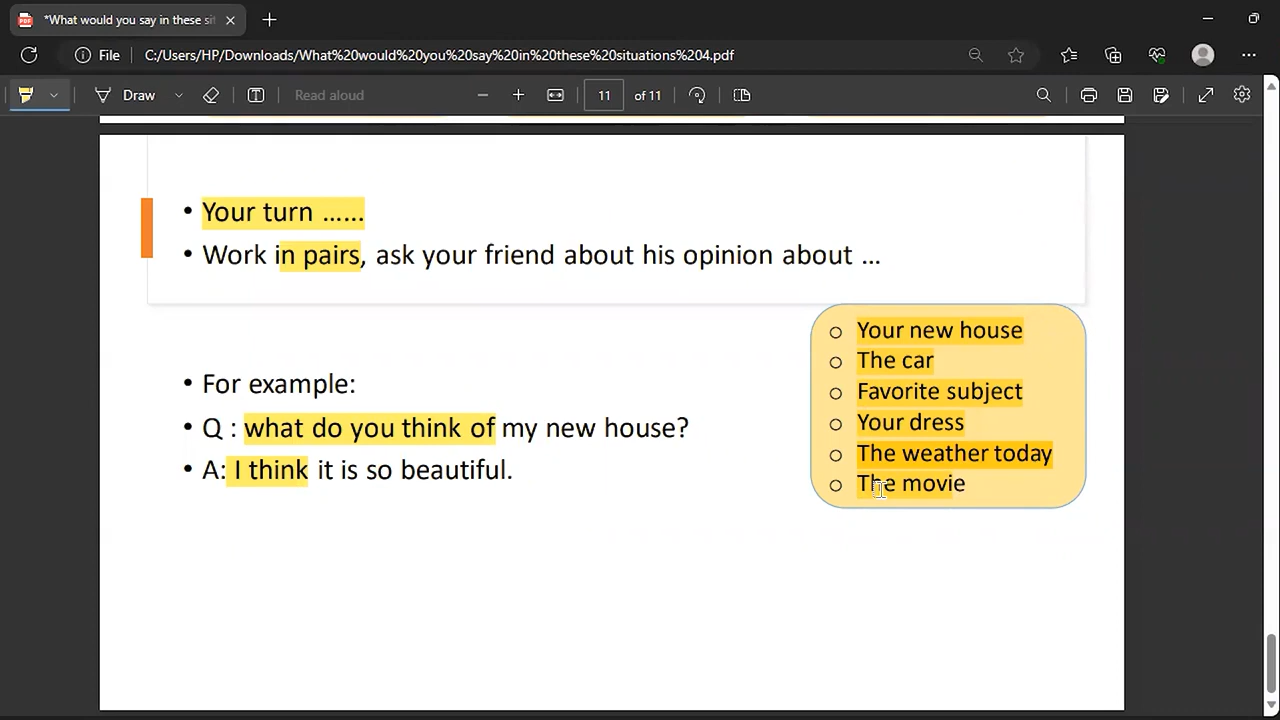 *What would you say in these sit
File
C:/Users/HP/Downloads/What%20would%20you%20say%20in%20these%20situations%204.pdf
Draw
Read aloud
11
of 11
• Your turn ......
• Work in pairs, ask your friend about his opinion about ...
o Your new house
o The car
o Favorite subject
o Your dress
o The weather today
o The movie
• For example:
• Q : what do you think of my new house?
• A: I think it is so beautiful.